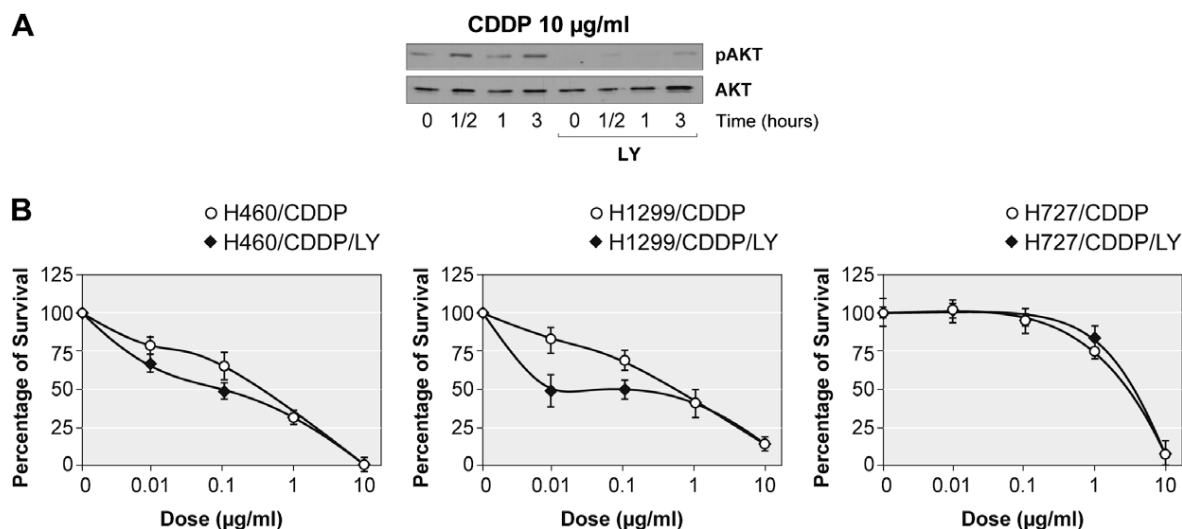 A
CDDP 10 µg/ml
pAKT
AKT
0 1/2 1 3 0 1/2 1 3 Time (hours)
LY
B
H460/CDDP
H460/CDDP/LY
Percentage of Survival
125
100
75
50
25
0
0 0.01 0.1 1 10
Dose (µg/ml)
H1299/CDDP
H1299/CDDP/LY
Percentage of Survival
125
100
75
50
25
0
0 0.01 0.1 1 10
Dose (µg/ml)
H727/CDDP
H727/CDDP/LY
Percentage of Survival
125
100
75
50
25
0
0 0.01 0.1 1 10
Dose (µg/ml)